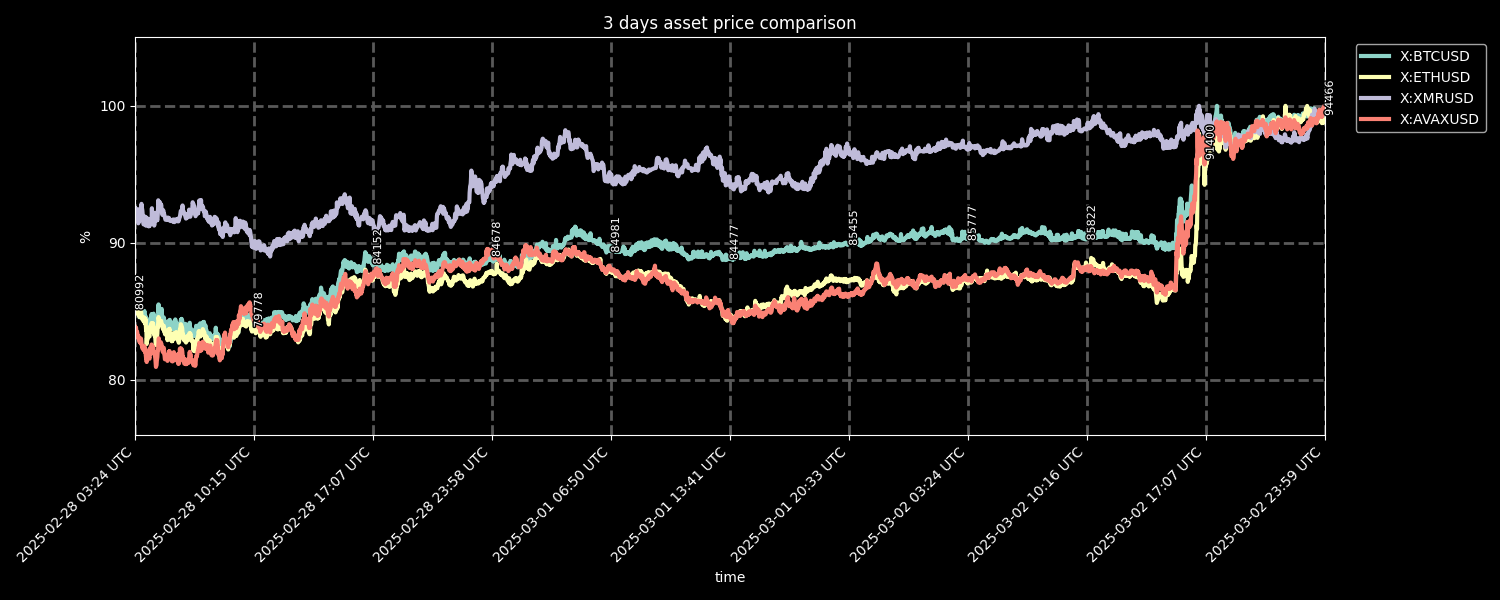 3 days asset price comparison
X:BTCUSD
X:ETHUSD
X:XMRUSD
X:AVAXUSD
%
100
90
80
80992
79778
84152
84678
84981
84477
85455
85777
85822
91400
94466
2025-02-28 03:24 UTC
2025-02-28 10:15 UTC
2025-02-28 17:07 UTC
2025-02-28 23:58 UTC
2025-03-01 06:50 UTC
2025-03-01 13:41 UTC
2025-03-01 20:33 UTC
2025-03-02 03:24 UTC
2025-03-02 10:16 UTC
2025-03-02 17:07 UTC
2025-03-02 23:59 UTC
time